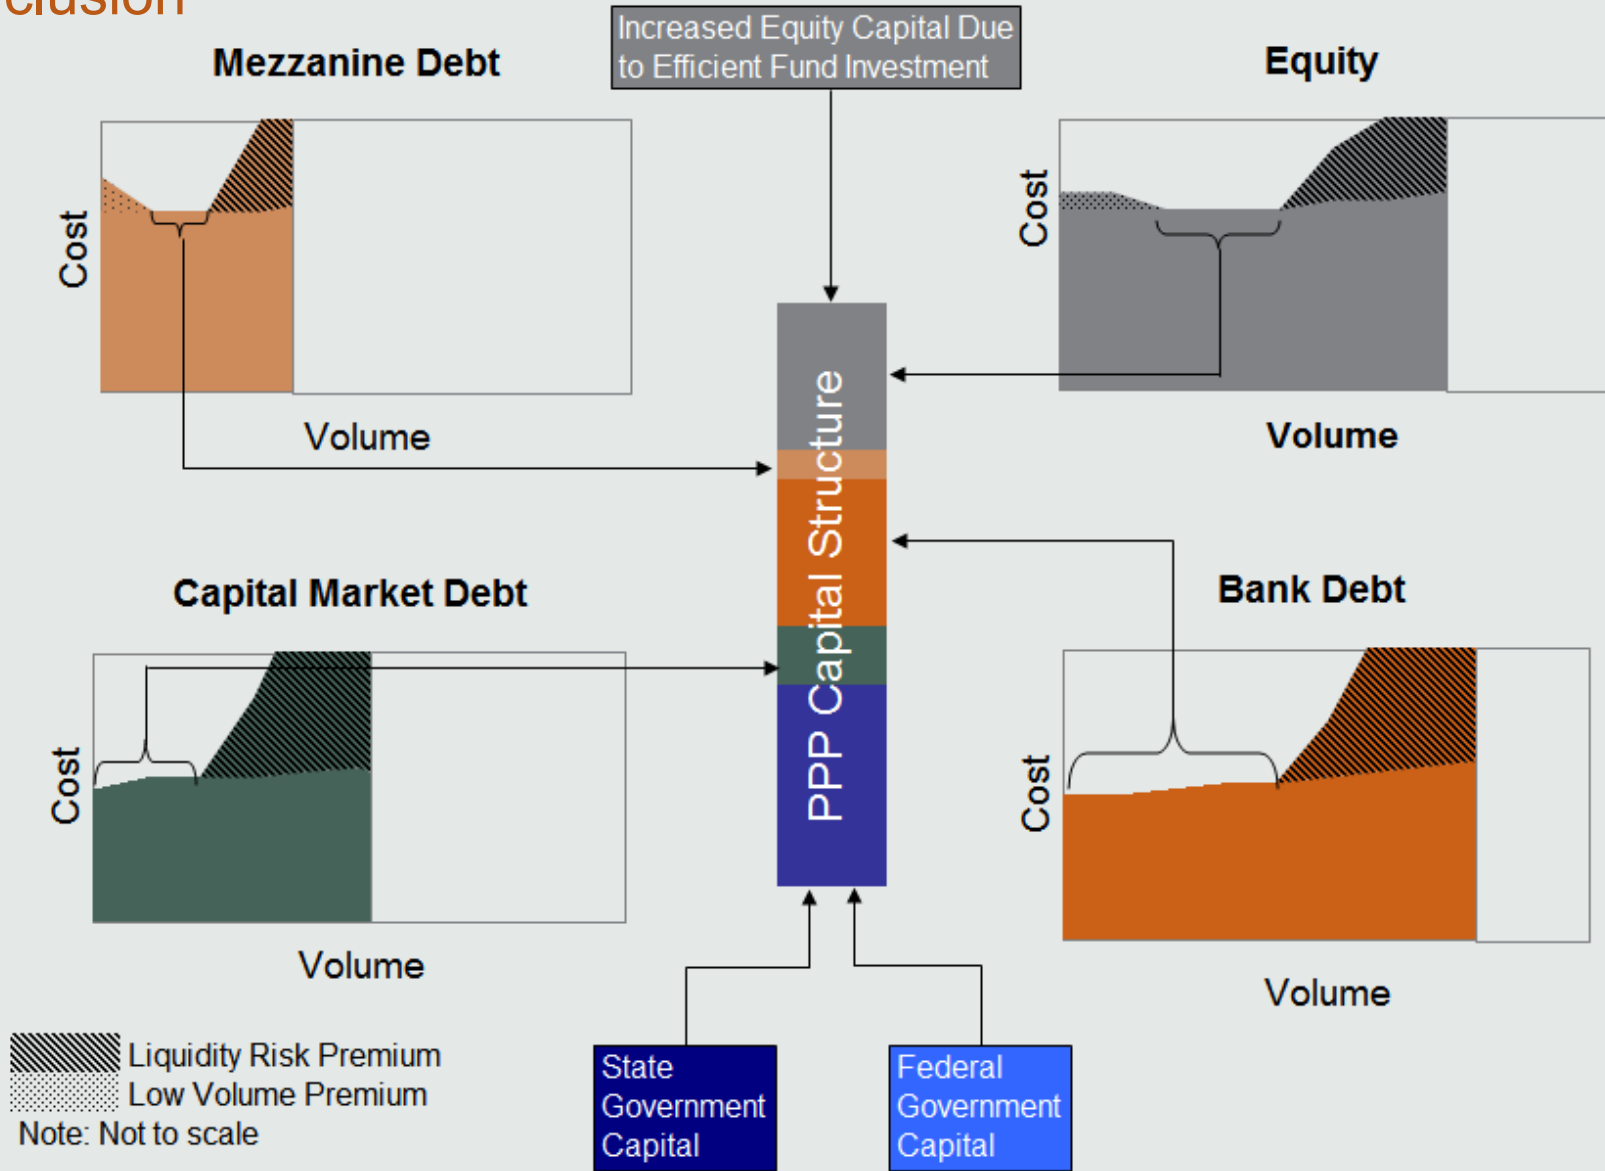 clusion
Increased Equity Capital Due
to Efficient Fund Investment
Mezzanine Debt
Equity
Cost
Cost
Volume
Volume
PPP Capital Structure
Capital Market Debt
Bank Debt
Cost
Cost
Volume
Volume
Liquidity Risk Premium
Low Volume Premium
Note: Not to scale
State
Government
Capital
Federal
Government
Capital